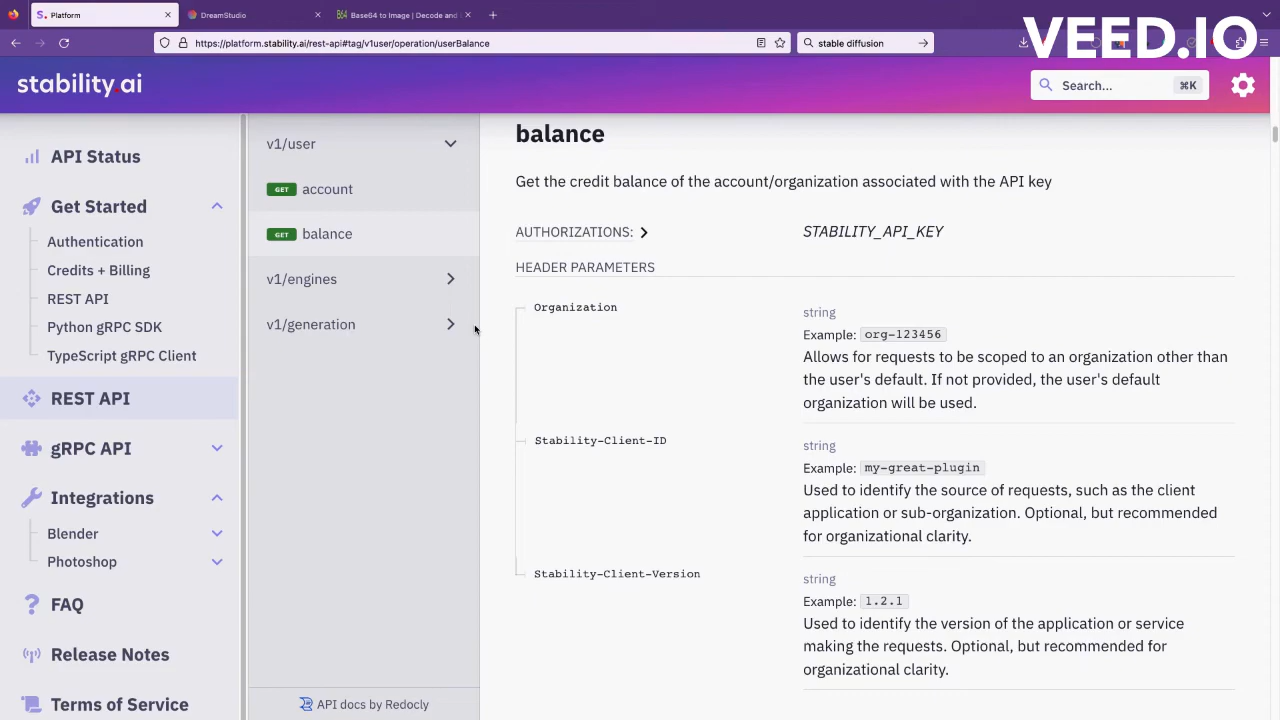 Platform
DreamStudio
Base64 to Image | Decode and
https://platform.stability.ai/rest-api#tag/v1user/operation/userBalance
stable diffusion
VEED.IO
stability.ai
Search...
⌘K
API Status
Get Started
Authentication
Credits + Billing
REST API
Python gRPC SDK
TypeScript gRPC Client
REST API
gRPC API
Integrations
Blender
Photoshop
FAQ
Release Notes
Terms of Service
v1/user
GET account
GET balance
v1/engines
v1/generation
API docs by Redocly
balance
Get the credit balance of the account/organization associated with the API key
AUTHORIZATIONS:
STABILITY_API_KEY
HEADER PARAMETERS
Organization
string
Example: org-123456
Allows for requests to be scoped to an organization other than
the user's default. If not provided, the user's default
organization will be used.
Stability-Client-ID
string
Example: my-great-plugin
Used to identify the source of requests, such as the client
application or sub-organization. Optional, but recommended
for organizational clarity.
Stability-Client-Version
string
Example: 1.2.1
Used to identify the version of the application or service
making the requests. Optional, but recommended for
organizational clarity.